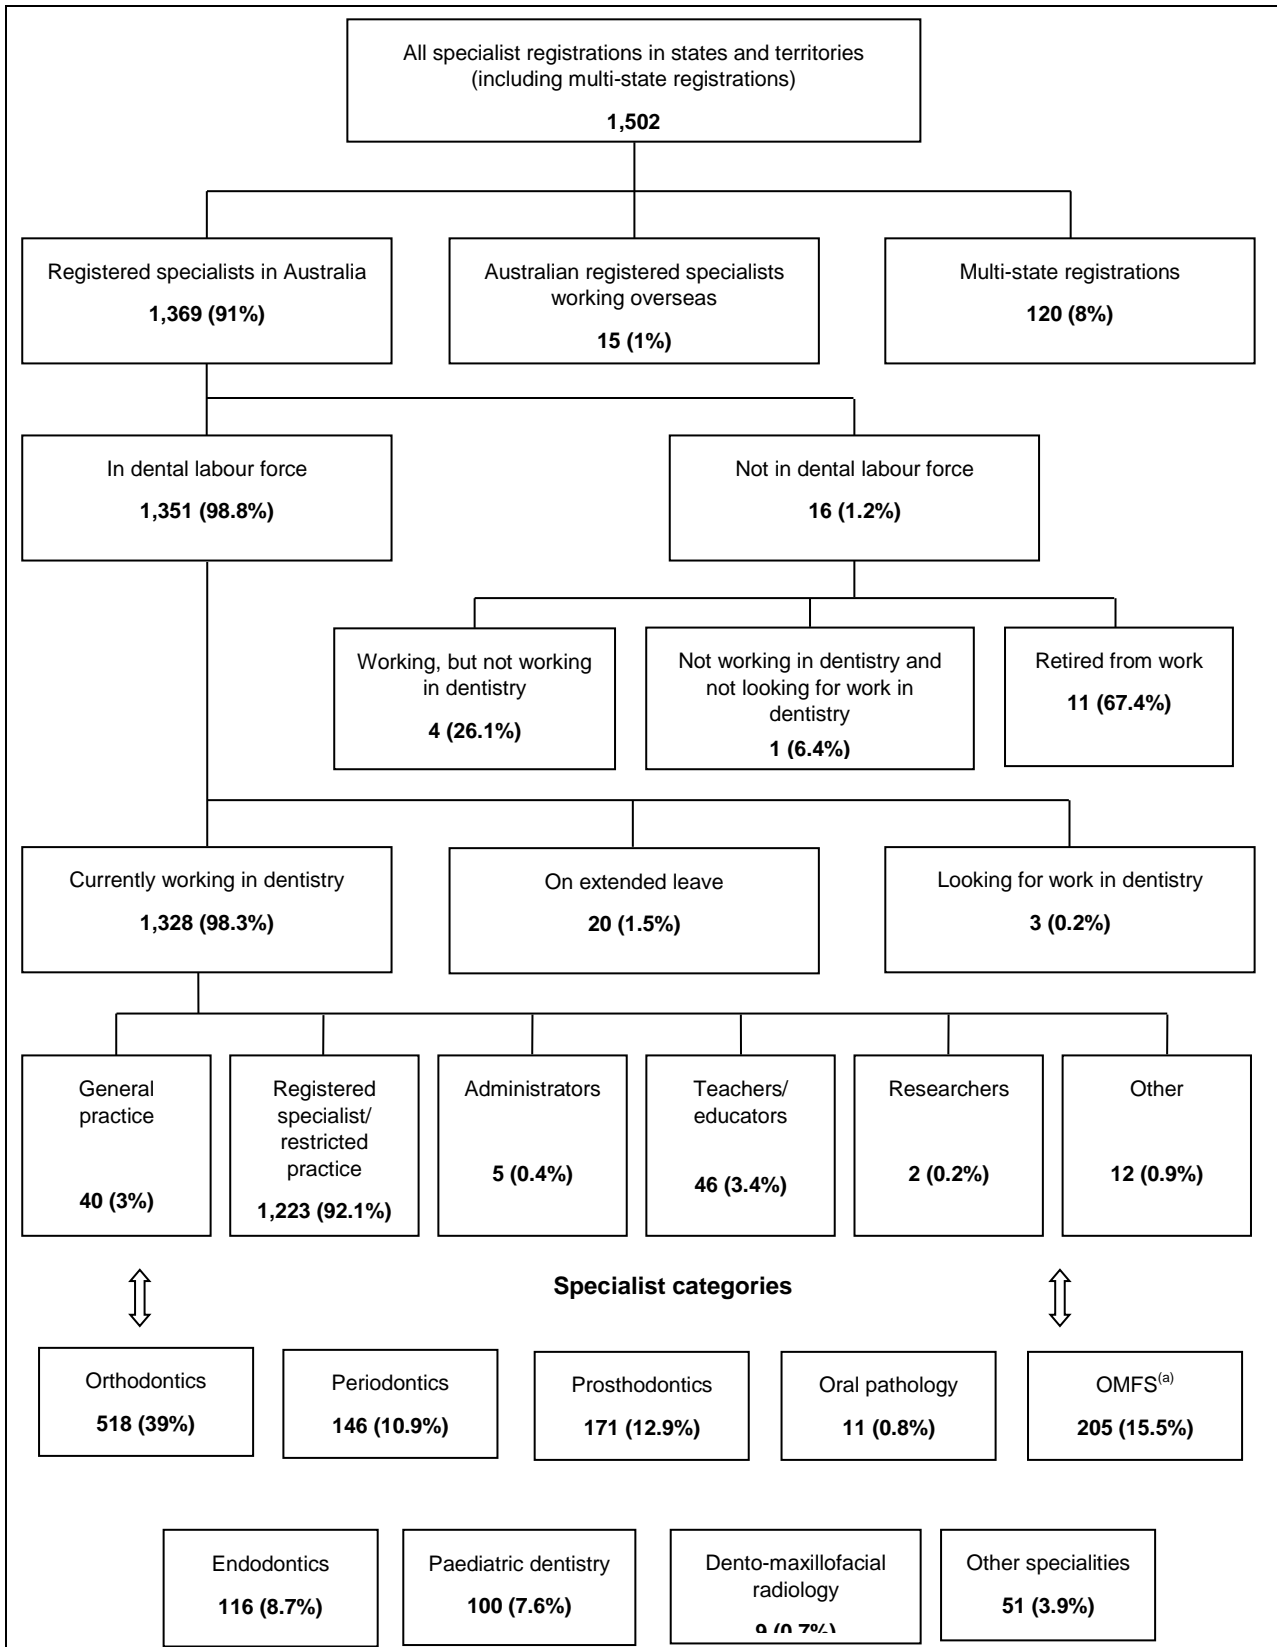 All specialist registrations in states and territories
(including multi-state registrations)
1,502
Registered specialists in Australia
1,369 (91%)
Australian registered specialists
working overseas
15 (1%)
Multi-state registrations
120 (8%)
In dental labour force
1,351 (98.8%)
Not in dental labour force
16 (1.2%)
Working, but not working
in dentistry
4 (26.1%)
Not working in dentistry and
not looking for work in
dentistry
1 (6.4%)
Retired from work
11 (67.4%)
Currently working in dentistry
1,328 (98.3%)
On extended leave
20 (1.5%)
Looking for work in dentistry
3 (0.2%)
General
practice
40 (3%)
Registered
specialist/
restricted
practice
1,223 (92.1%)
Administrators
5 (0.4%)
Teachers/
educators
46 (3.4%)
Researchers
2 (0.2%)
Other
12 (0.9%)
Specialist categories
Orthodontics
518 (39%)
Periodontics
146 (10.9%)
Prosthodontics
171 (12.9%)
Oral pathology
11 (0.8%)
OMFS(a)
205 (15.5%)
Endodontics
116 (8.7%)
Paediatric dentistry
100 (7.6%)
Dento-maxillofacial
radiology
9 (0.7%)
Other specialities
51 (3.9%)